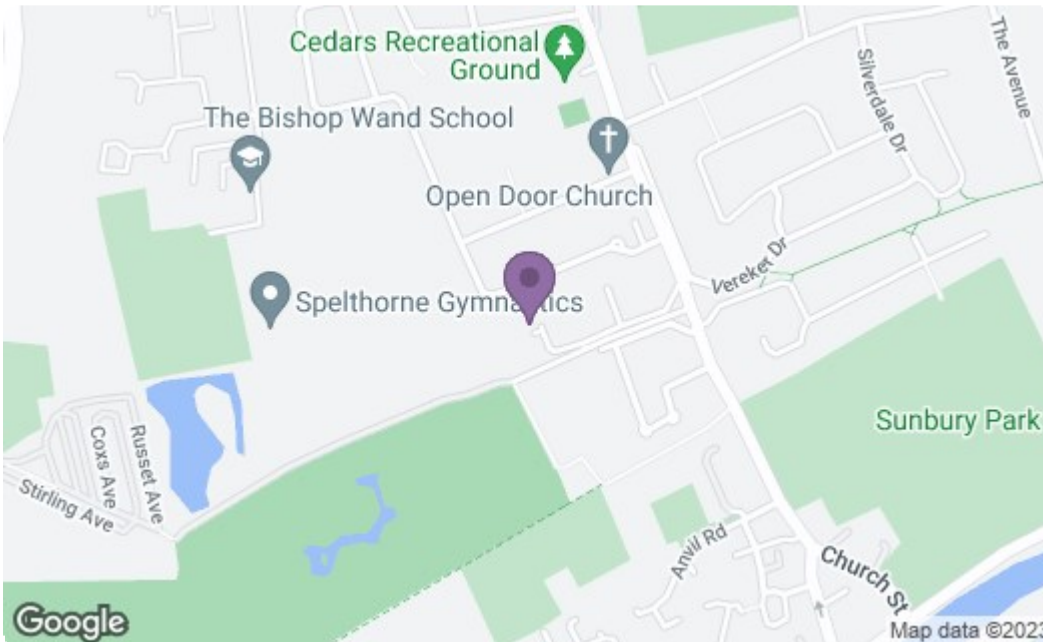 Cedars Recreational
Ground
The Avenue
Silverdale Dr
The Bishop Wand School
Open Door Church
Vereker Dr
Spelthorne Gymnastics
Sunbury Park
Coxs Ave
Russet Ave
Stirling Ave
Anvil Rd
Church St
Google
Map data ©2023